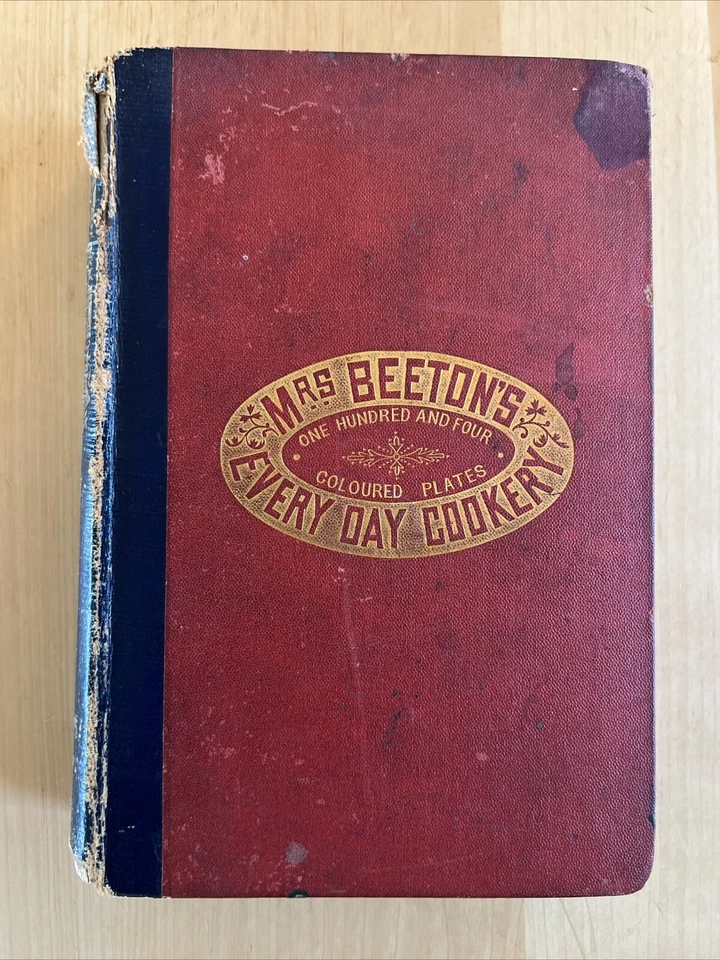 MRS BEETON'S
ONE HUNDRED AND FOUR
COLOURED PLATES
EVERY DAY COOKERY